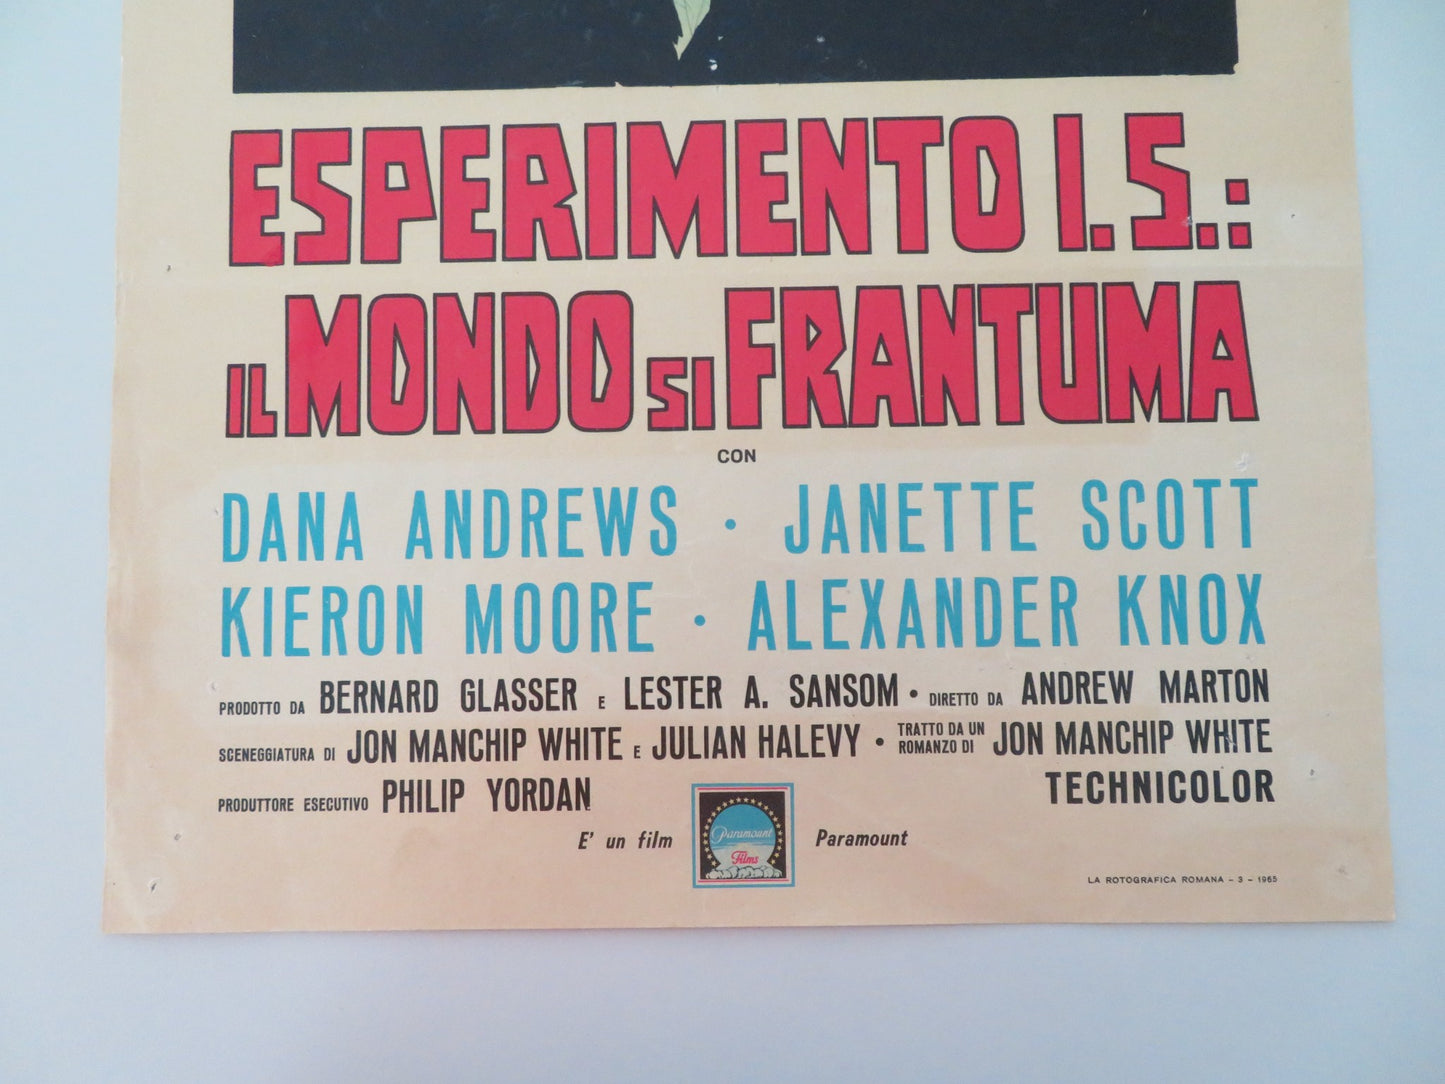 ESPERIMENTO I.S.:
IL MONDO SI FRANTUMA
CON
DANA ANDREWS · JANETTE SCOTT
KIERON MOORE · ALEXANDER KNOX
PRODOTTO DA BERNARD GLASSER E LESTER A. SANSOM · DIRETTO DA ANDREW MARTON
SCENEGGIATURA DI JON MANCHIP WHITE E JULIAN HALEVY · TRATTO DA UN ROMANZO DI JON MANCHIP WHITE
PRODUTTORE ESECUTIVO PHILIP YORDAN TECHNICOLOR
E' un film Paramount Films Paramount
LA ROTOGRAFICA ROMANA - 3 - 1965